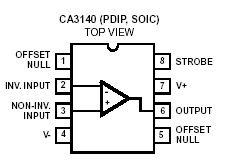 CA3140 (PDIP, SOIC)
TOP VIEW
OFFSET
NULL
1
8
STROBE
INV. INPUT
2
-
7
V+
NON-INV.
INPUT
3
+
6
OUTPUT
V-
4
5
OFFSET
NULL